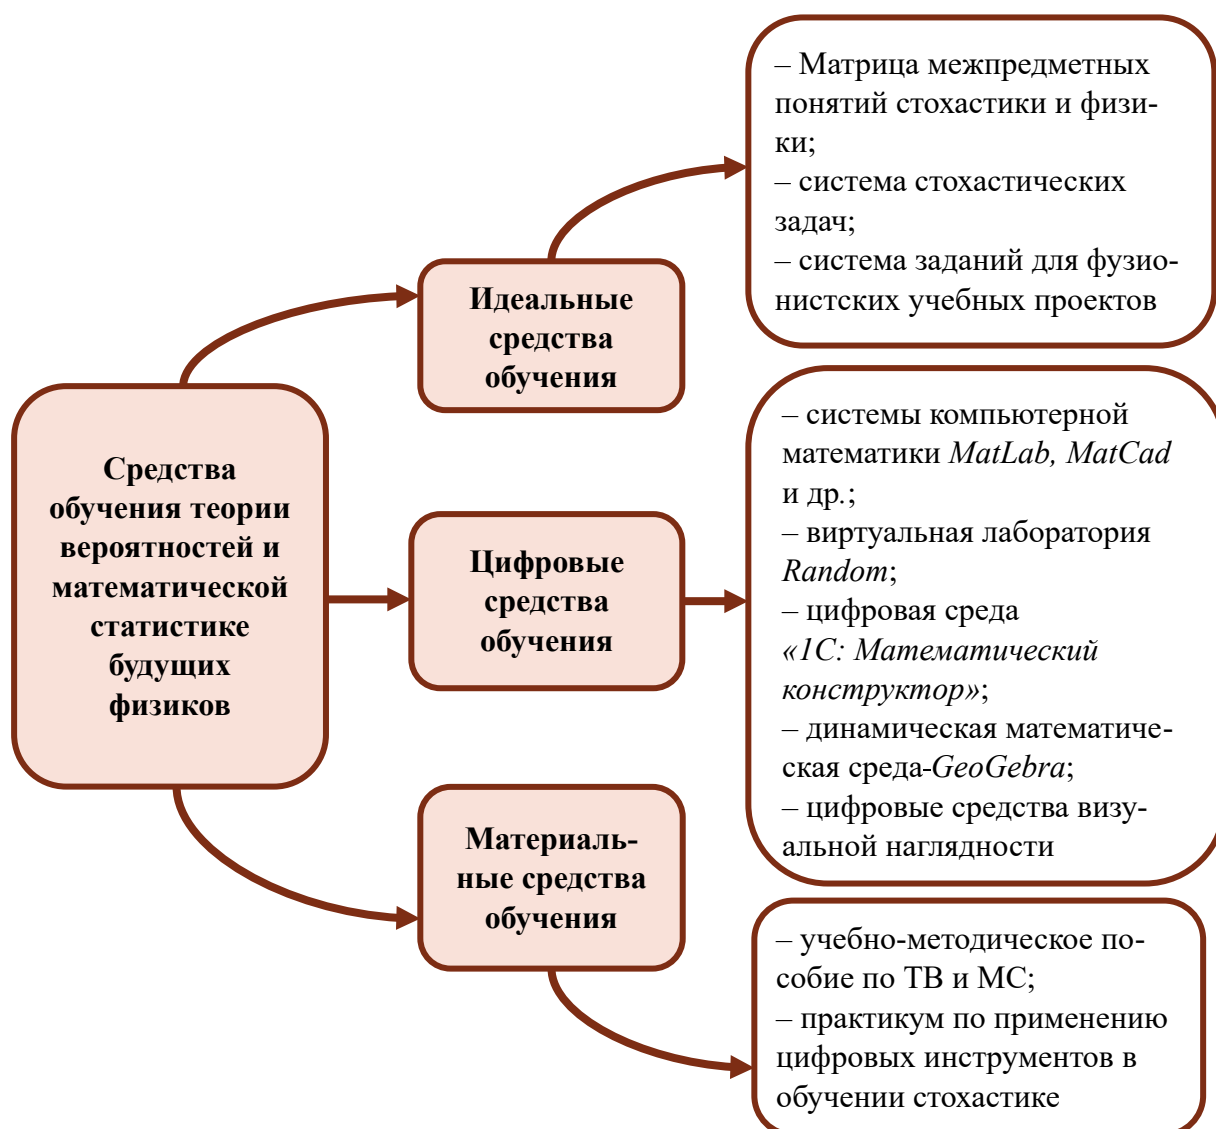 Средства
обучения теории
вероятностей и
математической
статистике
будущих
физиков
Идеальные
средства
обучения
– Матрица межпредметных
понятий стохастики и физи-
ки;
– система стохастических
задач;
– система заданий для фузио-
нистских учебных проектов
Цифровые
средства
обучения
– системы компьютерной
математики MatLab, MatCad
и др.;
– виртуальная лаборатория
Random;
– цифровая среда
«1С: Математический
конструктор»;
– динамическая математиче-
ская среда-GeoGebra;
– цифровые средства визу-
альной наглядности
Материаль-
ные средства
обучения
– учебно-методическое по-
собие по ТВ и МС;
– практикум по применению
цифровых инструментов в
обучении стохастике